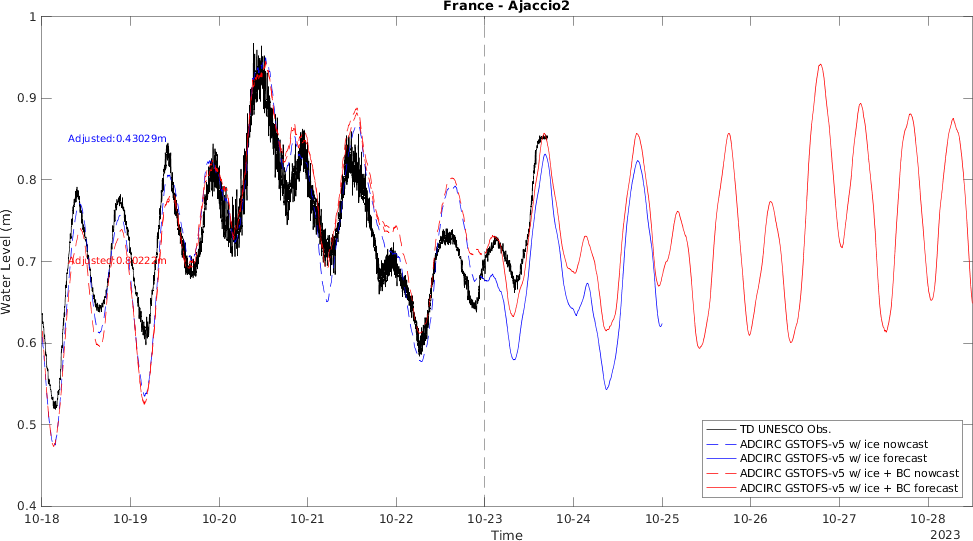 France - Ajaccio2
1
0.9
0.8
0.7
0.6
0.5
0.4
Water Level (m)
Adjusted:0.43029m
Adjusted:0.80222m
TD UNESCO Obs.
ADCIRC GSTOFS-v5 w/ ice nowcast
ADCIRC GSTOFS-v5 w/ ice forecast
ADCIRC GSTOFS-v5 w/ ice + BC nowcast
ADCIRC GSTOFS-v5 w/ ice + BC forecast
10-18 10-19 10-20 10-21 10-22 10-23 10-24 10-25 10-26 10-27 10-28
Time
2023